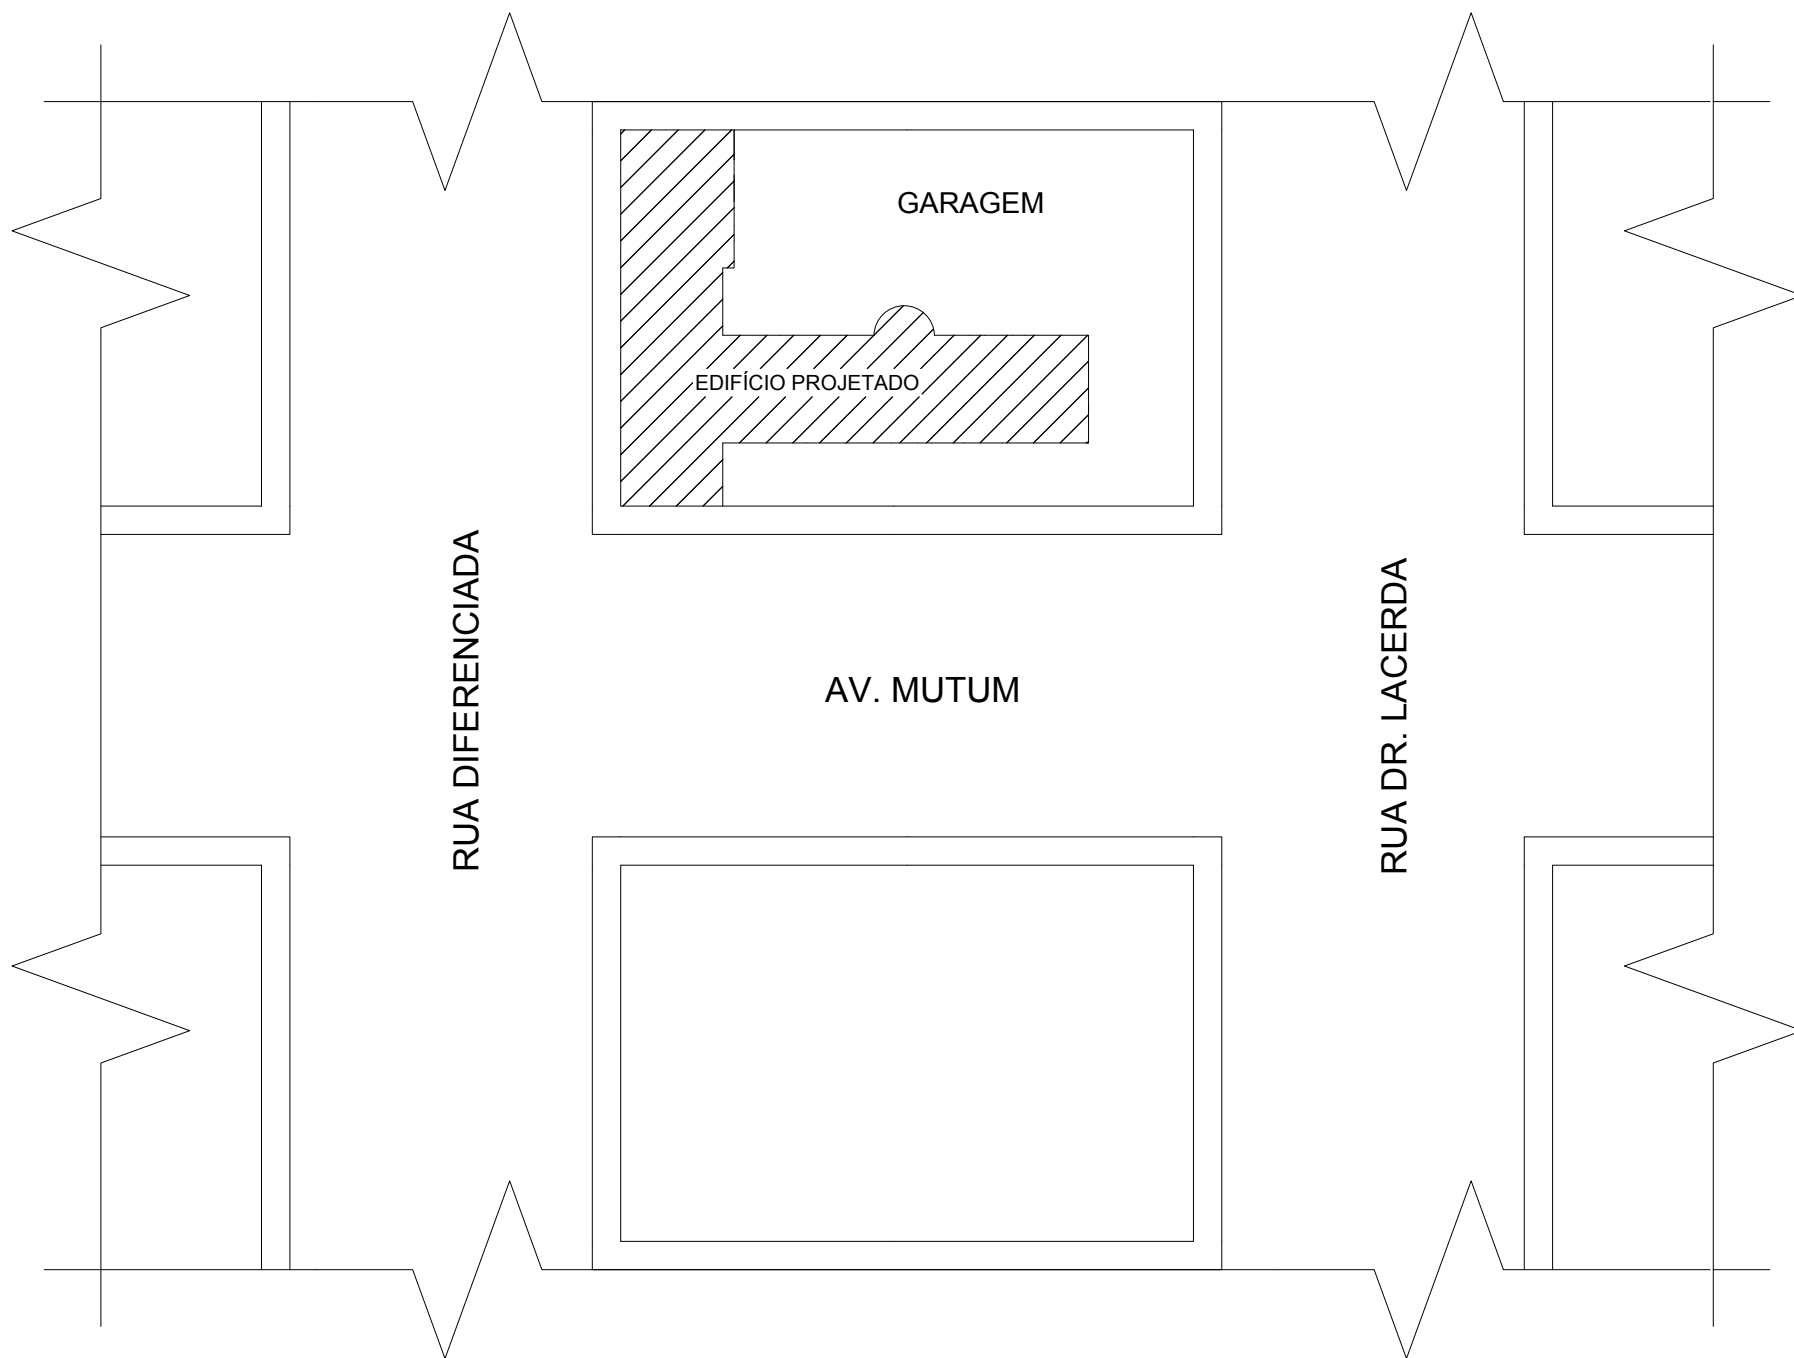 GARAGEM
EDIFÍCIO PROJETADO
RUA DIFERENCIADA
AV. MUTUM
RUA DR. LACERDA